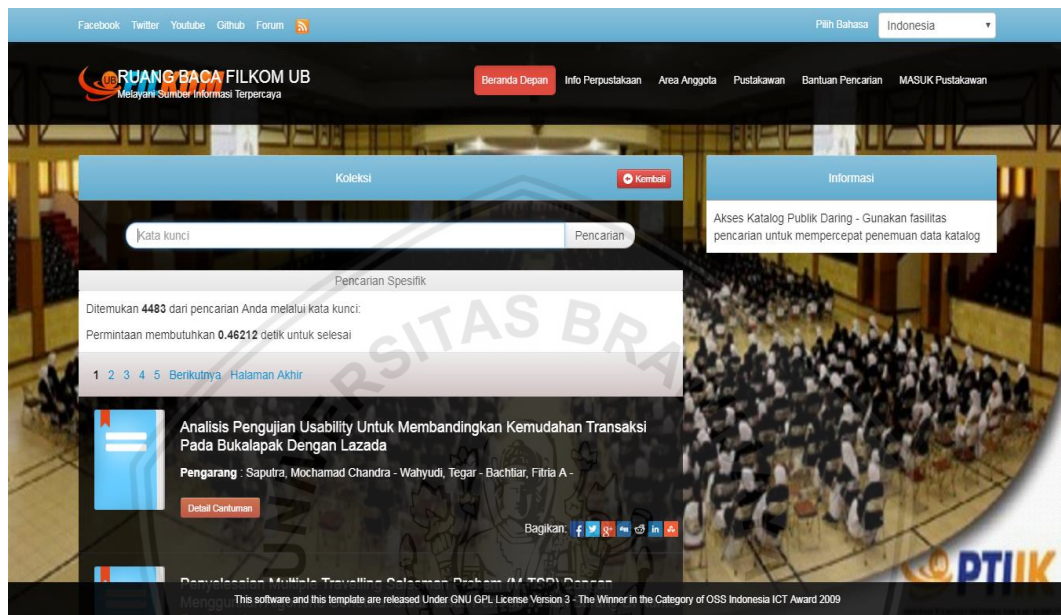 Facebook Twitter Youtube Github Forum
Pilih Bahasa Indonesia
UB
RUANG BACA FILKOM UB
Melayani Sumber Informasi Terpercaya
Beranda Depan Info Perpustakaan Area Anggota Pustakawan Bantuan Pencarian MASUK Pustakawan
Koleksi
Kembali
Informasi
Kata kunci
Pencarian
Akses Katalog Publik Daring - Gunakan fasilitas
pencarian untuk mempercepat penemuan data katalog
Pencarian Spesifik
Ditemukan 4483 dari pencarian Anda melalui kata kunci:
Permintaan membutuhkan 0.46212 detik untuk selesai
1 2 3 4 5 Berikutnya Halaman Akhir
Analisis Pengujian Usability Untuk Membandingkan Kemudahan Transaksi
Pada Bukalapak Dengan Lazada
Pengarang : Saputra, Mochamad Chandra - Wahyudi, Tegar - Bachtiar, Fitria A -
Detail Cantuman
Bagikan:
PTIIK
This software and this template are released Under GNU GPL License Version 3 - The Winner in the Category of OSS Indonesia ICT Award 2009